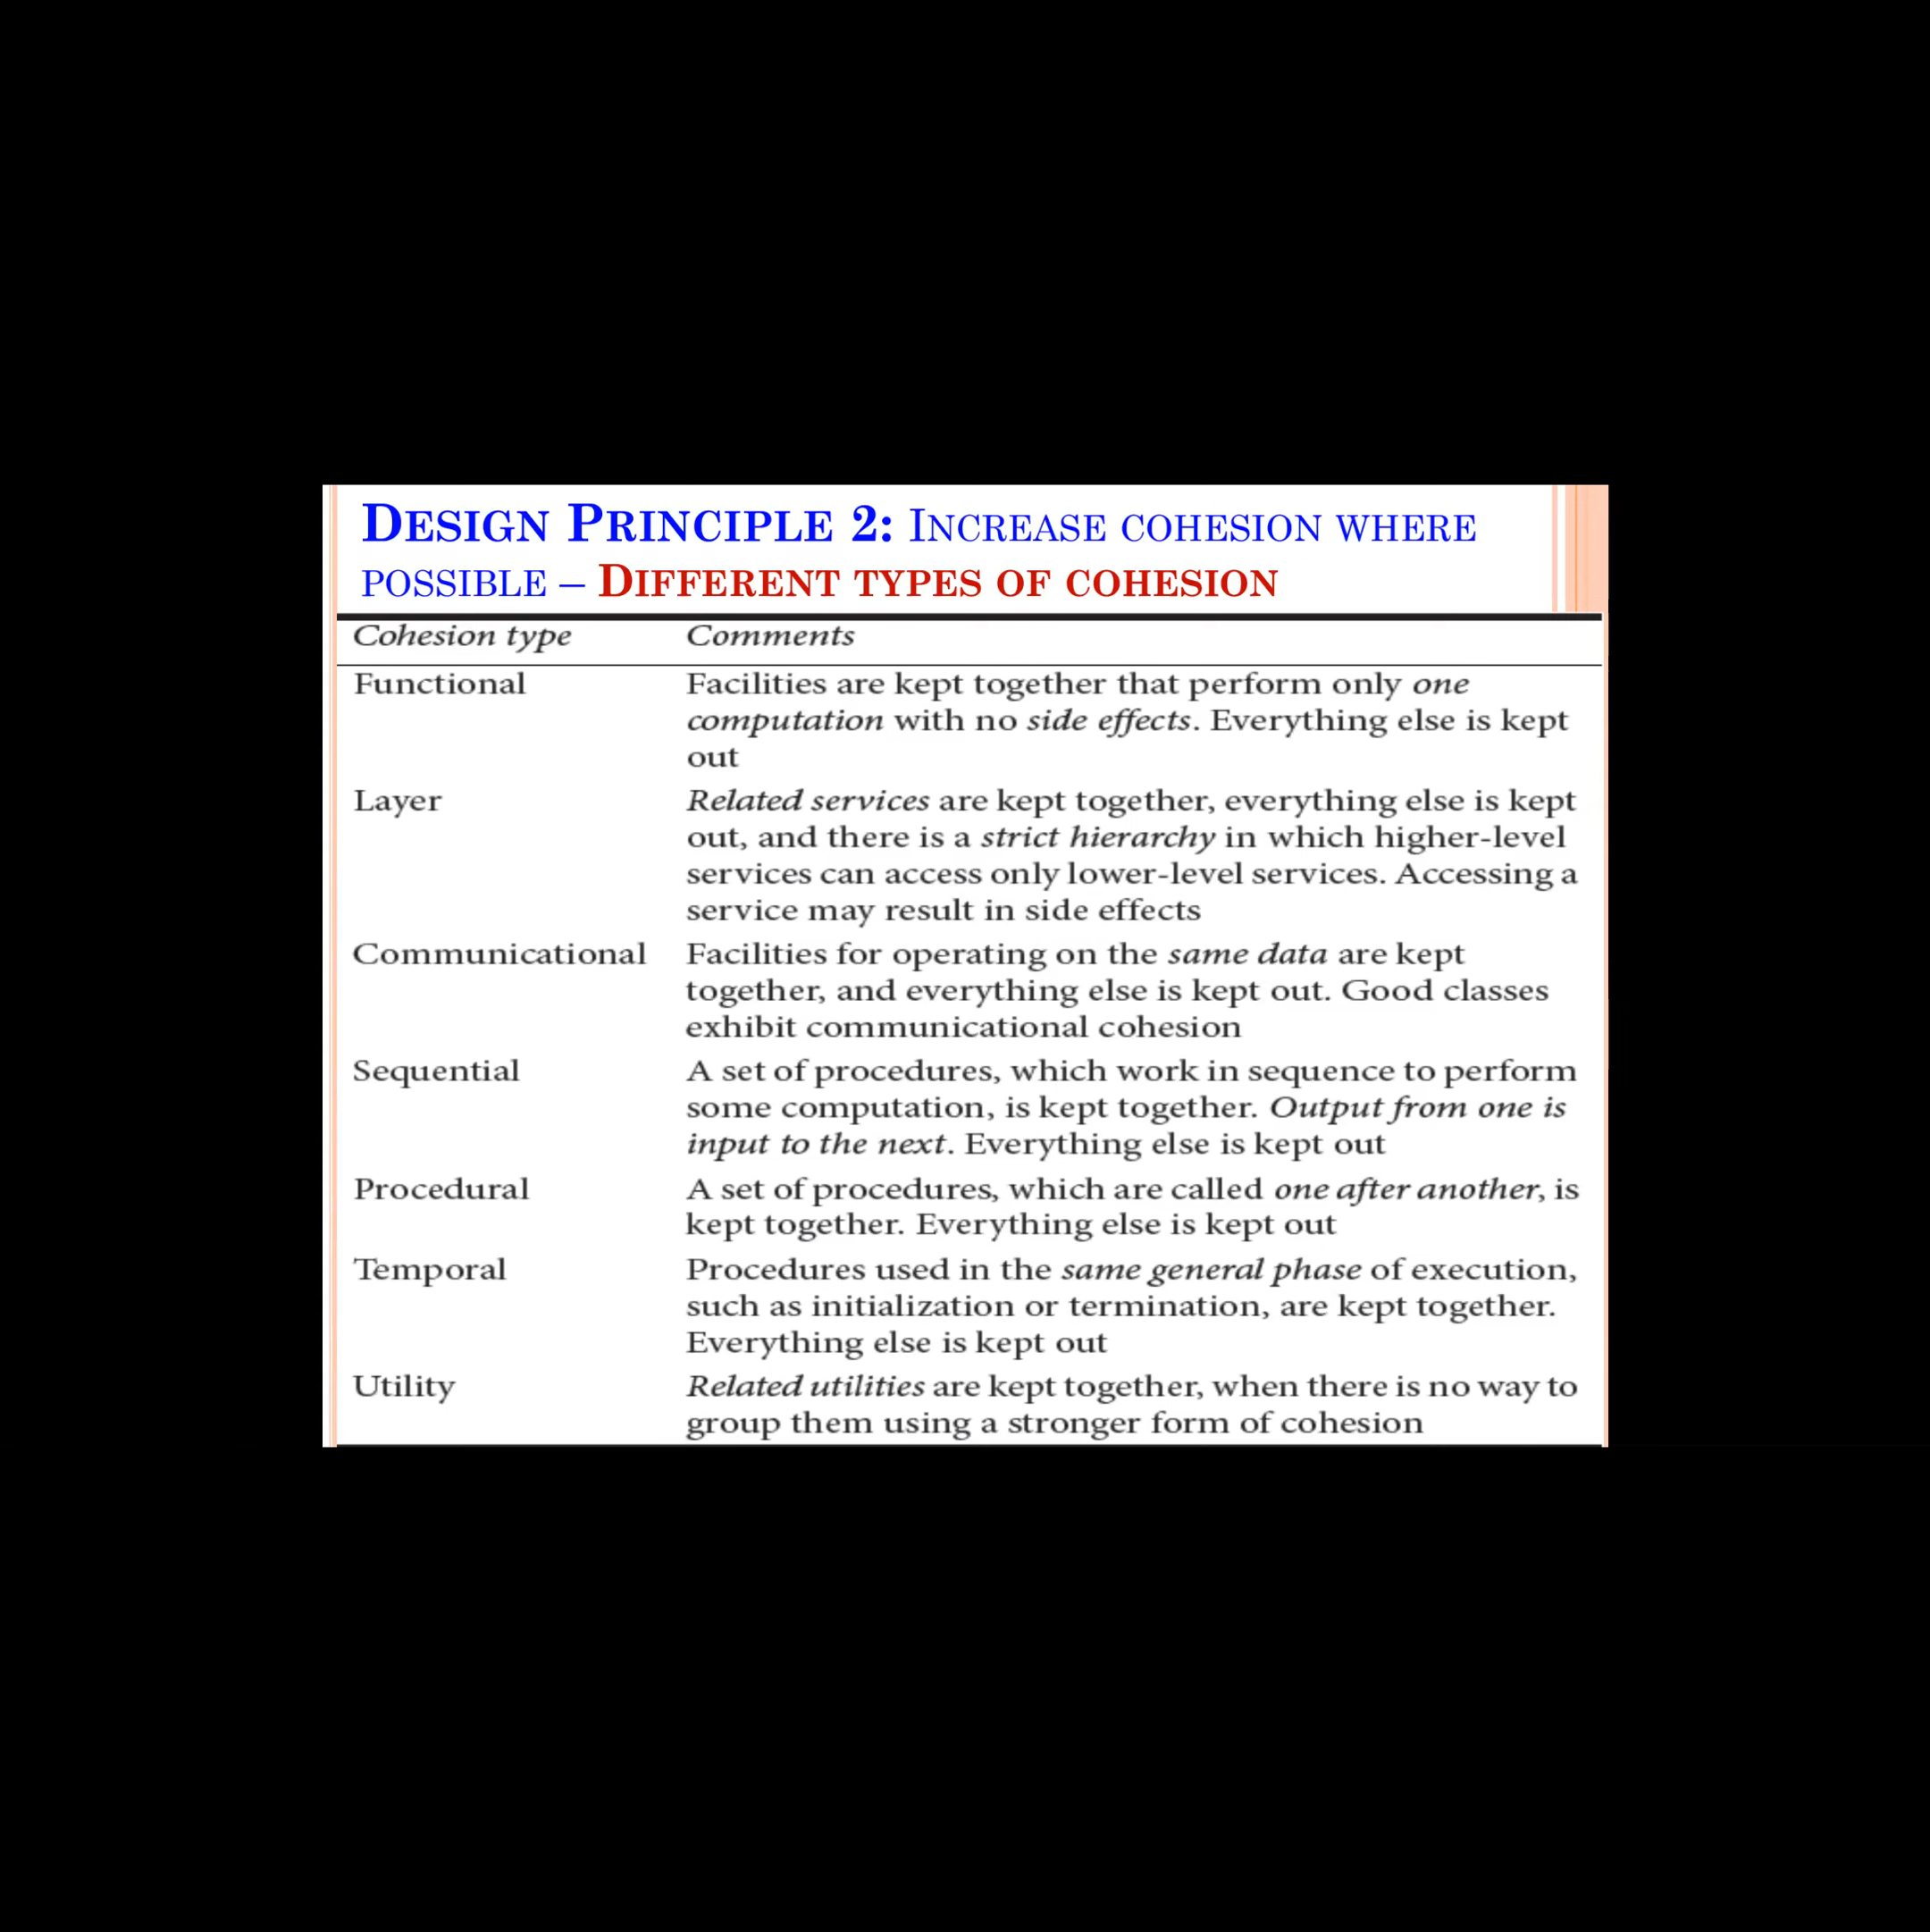 DESIGN PRINCIPLE 2: INCREASE COHESION WHERE
POSSIBLE – DIFFERENT TYPES OF COHESION
Cohesion type Comments
Functional Facilities are kept together that perform only one
computation with no side effects. Everything else is kept
out
Layer Related services are kept together, everything else is kept
out, and there is a strict hierarchy in which higher-level
services can access only lower-level services. Accessing a
service may result in side effects
Communicational Facilities for operating on the same data are kept
together, and everything else is kept out. Good classes
exhibit communicational cohesion
Sequential A set of procedures, which work in sequence to perform
some computation, is kept together. Output from one is
input to the next. Everything else is kept out
Procedural A set of procedures, which are called one after another, is
kept together. Everything else is kept out
Temporal Procedures used in the same general phase of execution,
such as initialization or termination, are kept together.
Everything else is kept out
Utility Related utilities are kept together, when there is no way to
group them using a stronger form of cohesion